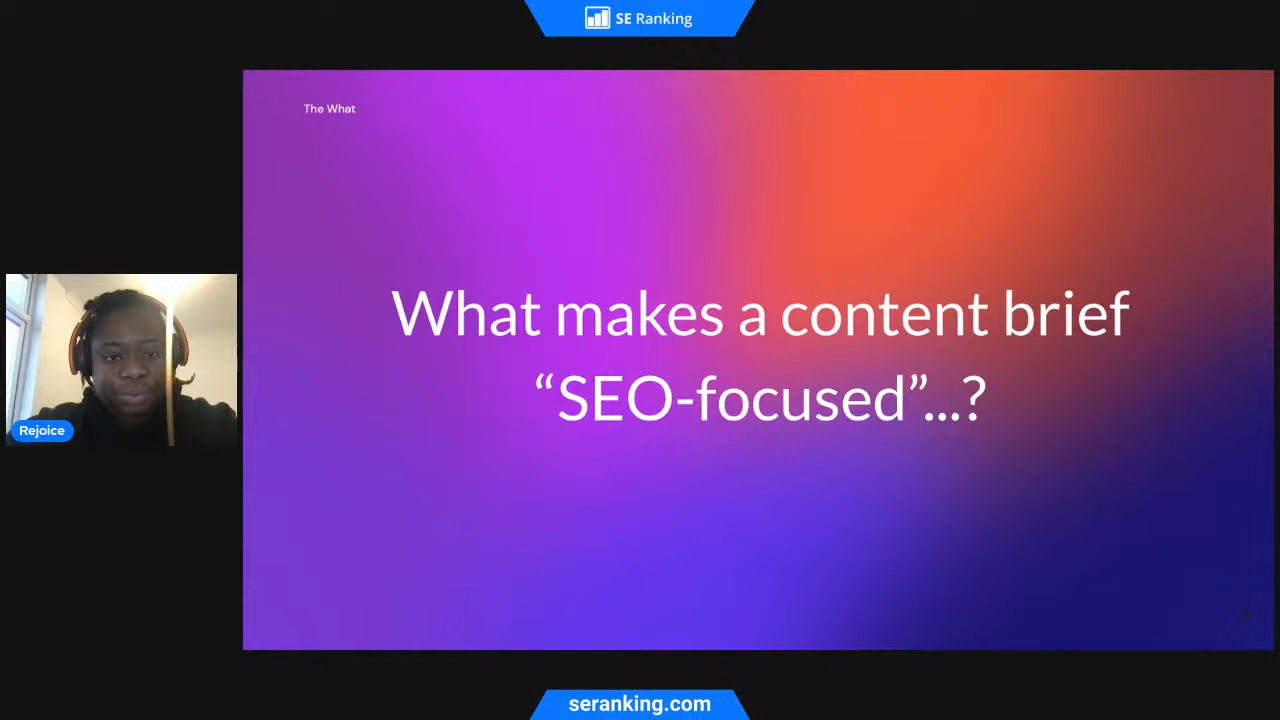 SE Ranking
The What
What makes a content brief
“SEO-focused”...?
Rejoice
seranking.com